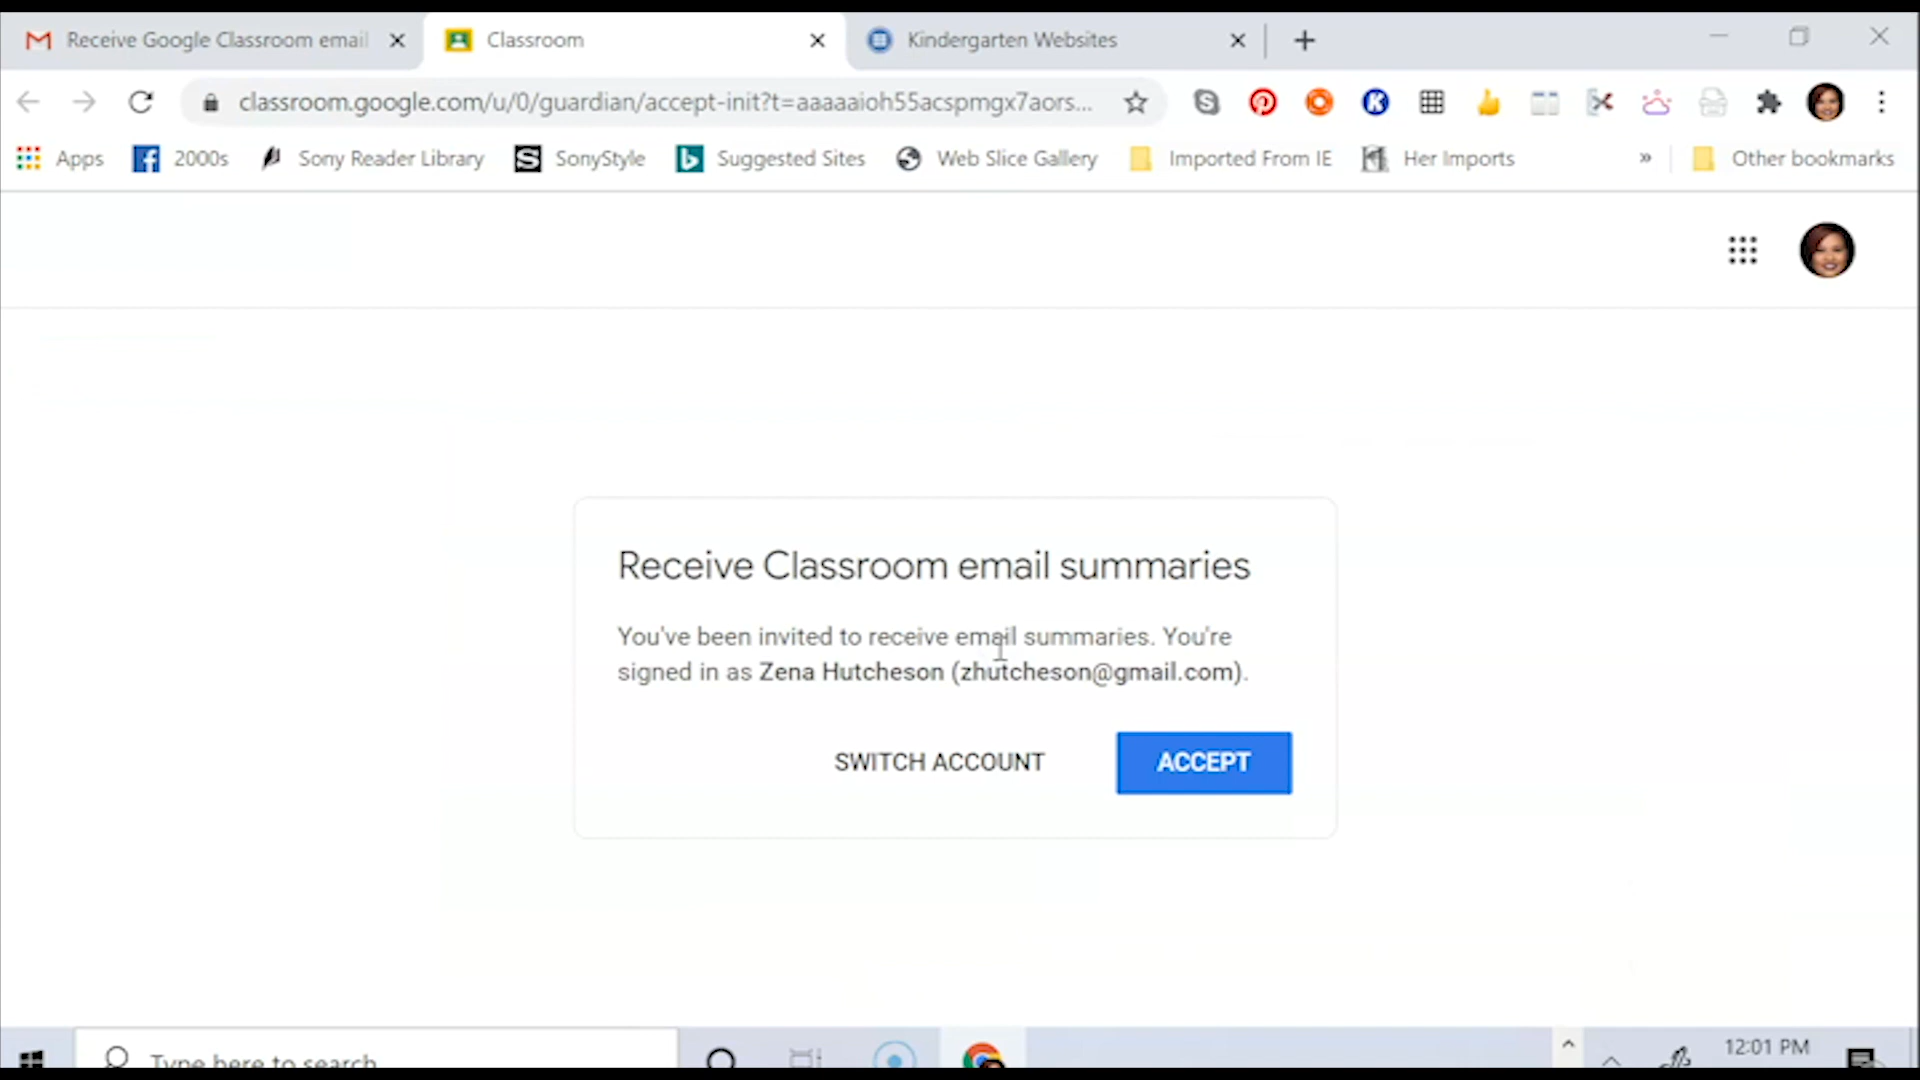 Receive Google Classroom email
Classroom
Kindergarten Websites
classroom.google.com/u/0/guardian/accept-init?t=aaaaaioh55acspmgx7aors...
Apps 2000s Sony Reader Library SonyStyle Suggested Sites Web Slice Gallery Imported From IE Her Imports » Other bookmarks
Receive Classroom email summaries
You've been invited to receive email summaries. You're
signed in as Zena Hutcheson (zhutcheson@gmail.com).
SWITCH ACCOUNT ACCEPT
Type here to search
12:01 PM